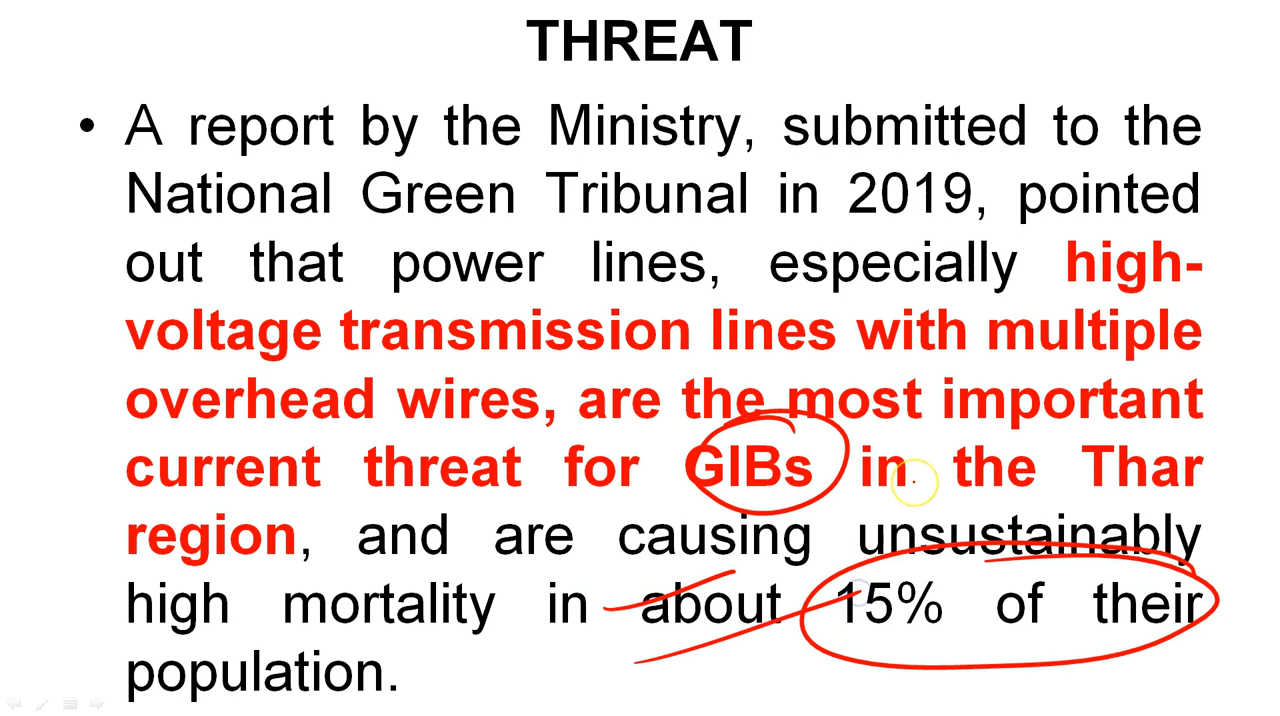 THREAT
• A report by the Ministry, submitted to the
National Green Tribunal in 2019, pointed
out that power lines, especially high-
voltage transmission lines with multiple
overhead wires, are the most important
current threat for GIBs in the Thar
region, and are causing unsustainably
high mortality in about 15% of their
population.